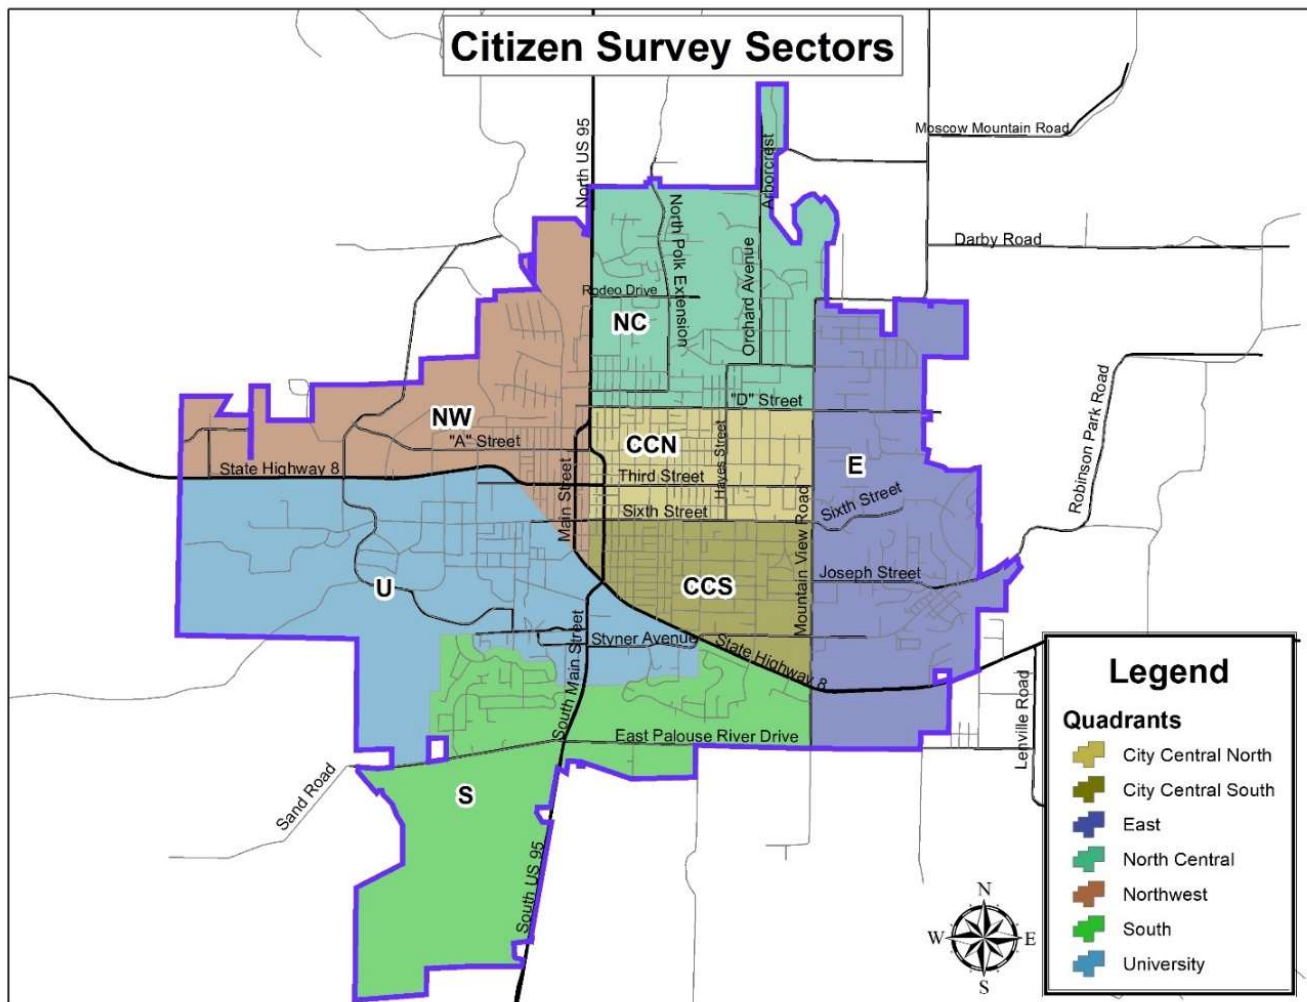 Citizen Survey Sectors
North US 95
Arborcrest
Moscow Mountain Road
North Polk Extension
Orchard Avenue
Darby Road
Rodeo Drive
NC
"D" Street
NW
"A" Street
CCN
Hayes Street
E
Robinson Park Road
State Highway 8
Third Street
Main Street
Sixth Street
Sixth Street
Mountain View Road
Joseph Street
U
CCS
South Main Street
Styner Avenue
State Highway 8
East Palouse River Drive
Lenville Road
Sand Road
S
South US 95
Legend
Quadrants
City Central North
City Central South
East
North Central
Northwest
South
University
N
W
E
S